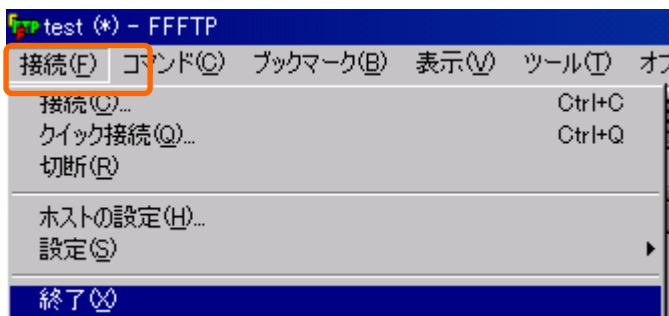 test (*) - FFFTP
接続(F) コマンド(C) ブックマーク(B) 表示(V) ツール(T)
接続(C)... Ctrl+C
クイック接続(Q)... Ctrl+Q
切断(R)
ホストの設定(H)...
設定(S)
終了(X)